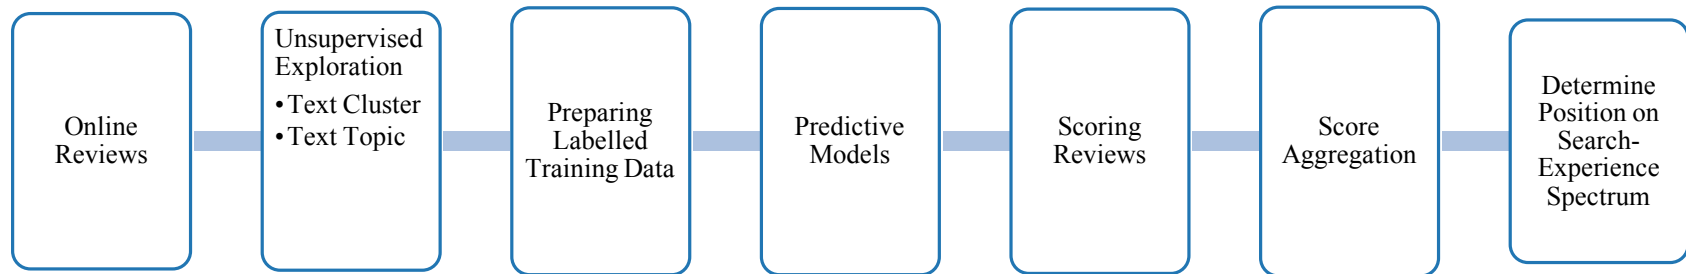 Online
Reviews
Unsupervised
Exploration
•Text Cluster
•Text Topic
Preparing
Labelled
Training Data
Predictive
Models
Scoring
Reviews
Score
Aggregation
Determine
Position on
Search-
Experience
Spectrum